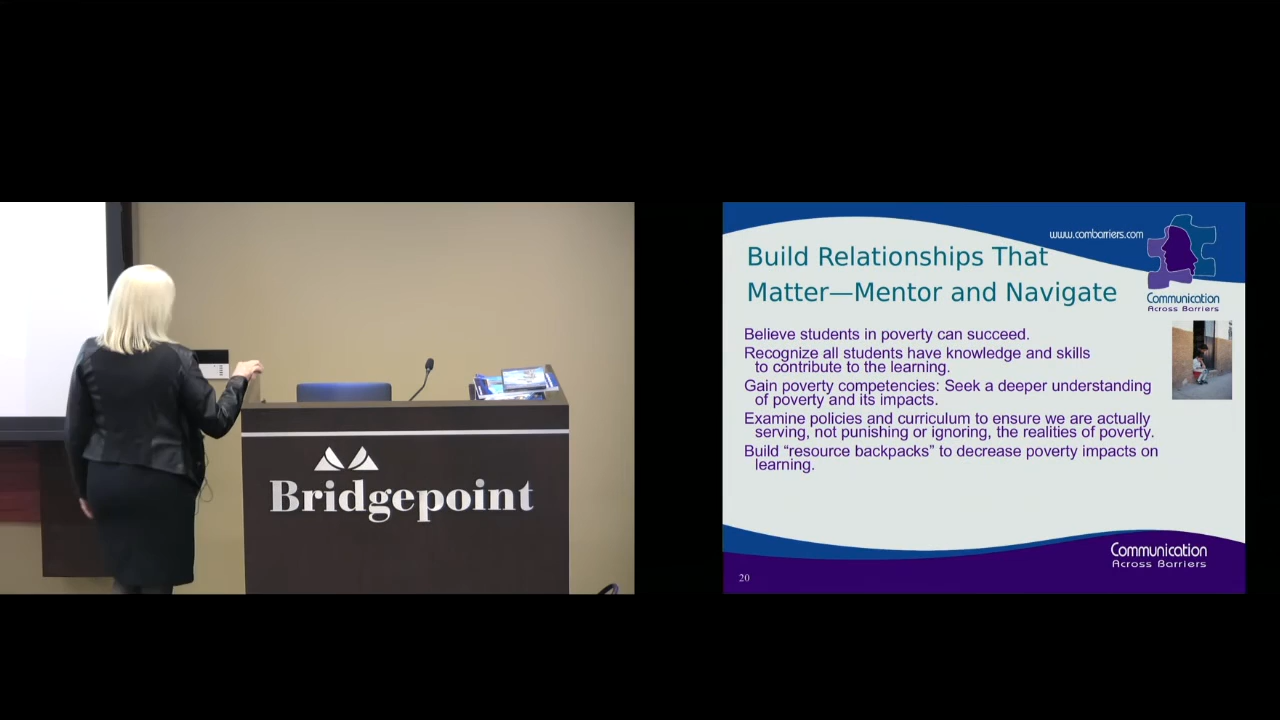 Bridgepoint
www.combarriers.com
Communication
Across Barriers
Build Relationships That
Matter—Mentor and Navigate
Believe students in poverty can succeed.
Recognize all students have knowledge and skills
to contribute to the learning.
Gain poverty competencies: Seek a deeper understanding
of poverty and its impacts.
Examine policies and curriculum to ensure we are actually
serving, not punishing or ignoring, the realities of poverty.
Build “resource backpacks” to decrease poverty impacts on
learning.
Communication
Across Barriers
20